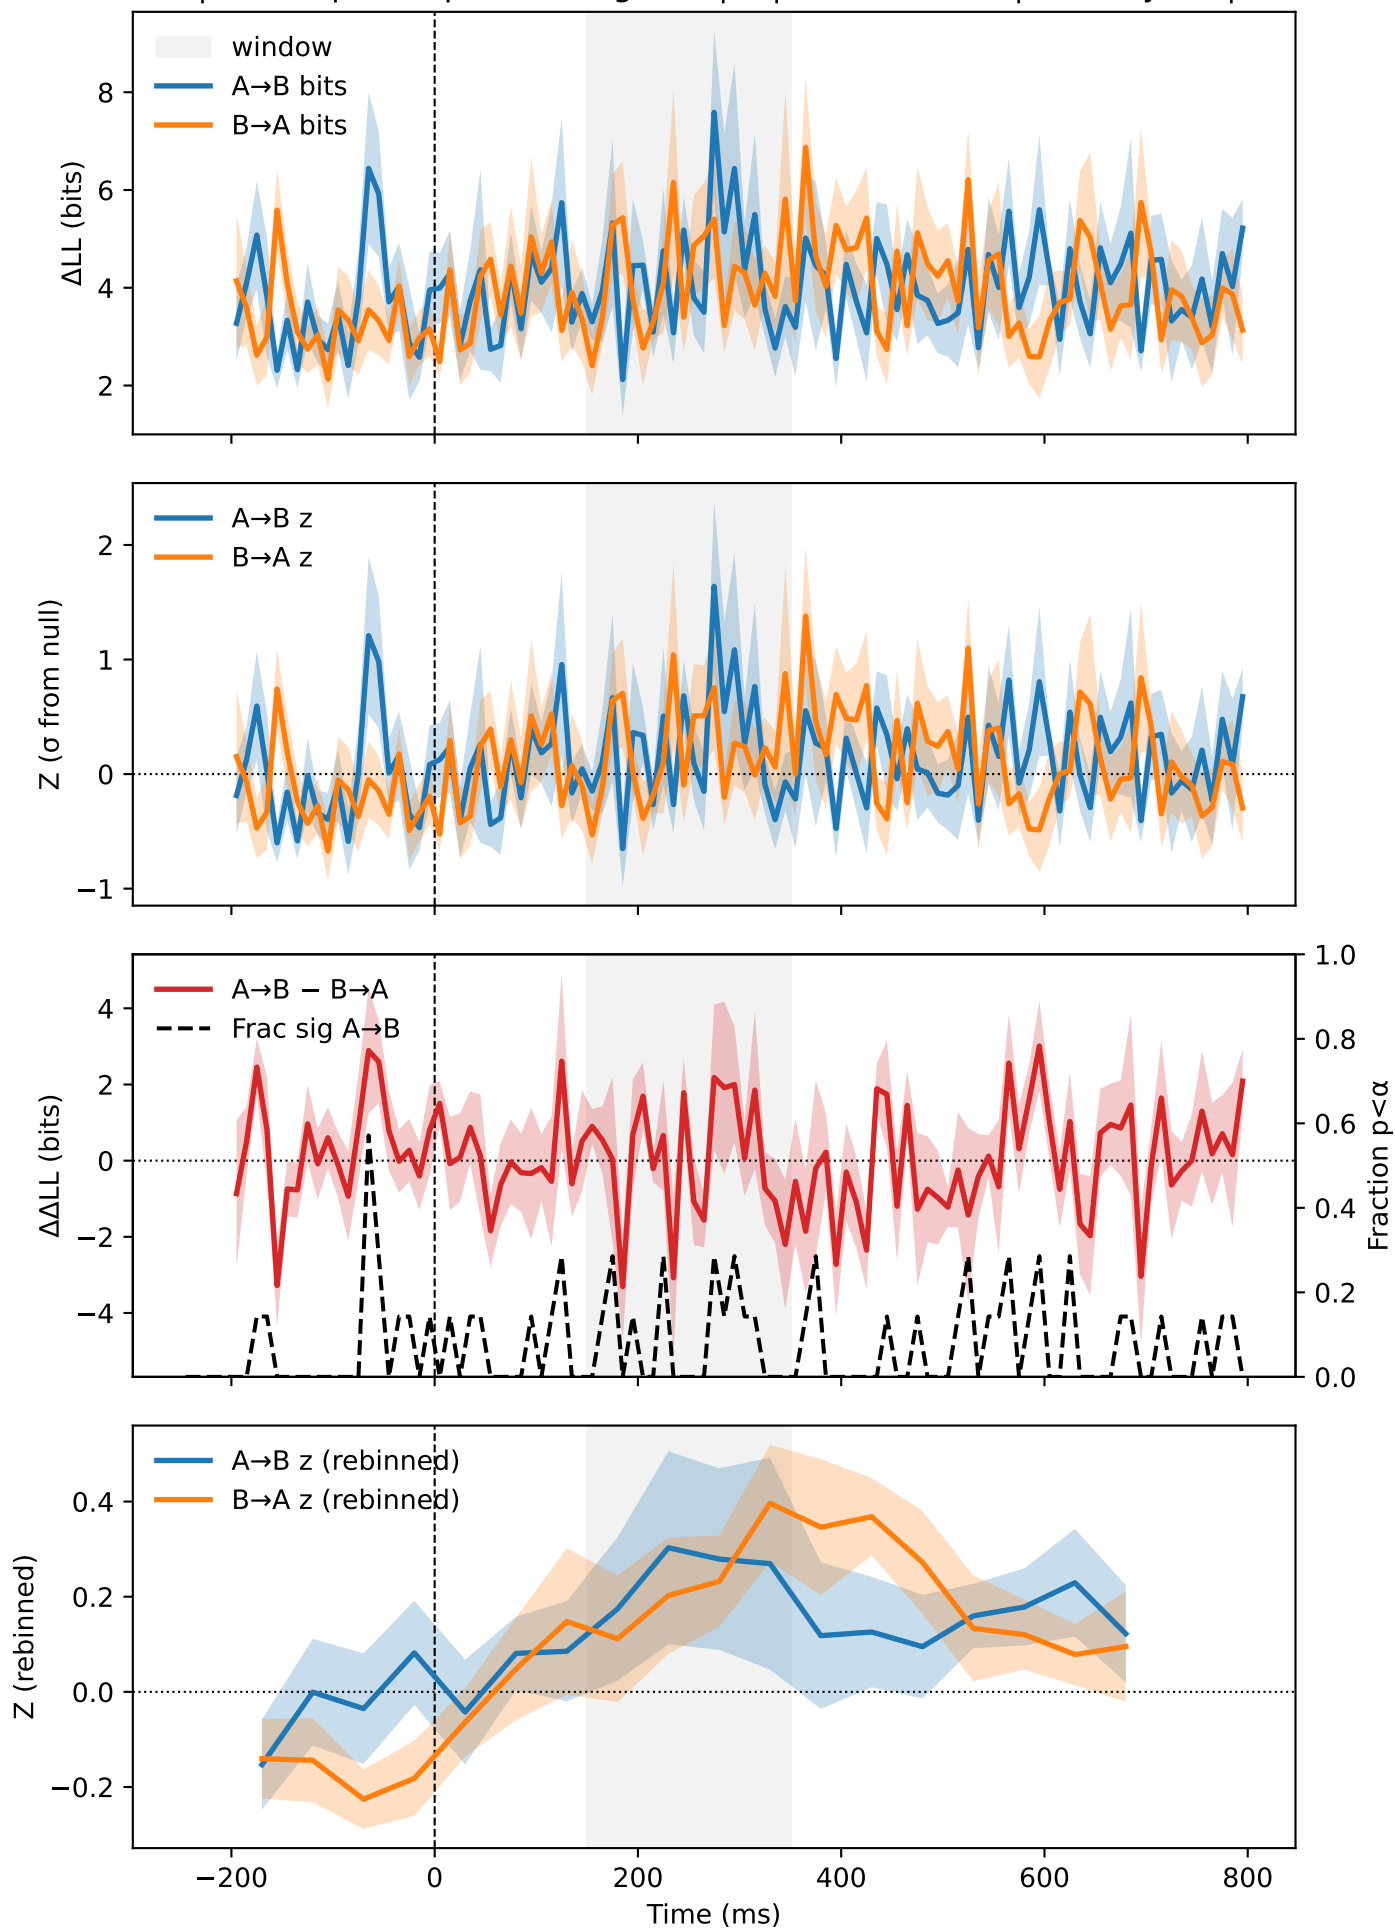 window
A→B bits
B→A bits
ΔLL (bits)
8
6
4
2
A→B z
B→A z
Z (σ from null)
2
1
0
−1
A→B − B→A
Frac sig A→B
ΔΔLL (bits)
4
2
0
−2
−4
1.0
0.8
0.6
0.4
0.2
0.0
Fraction p<α
A→B z (rebinned)
B→A z (rebinned)
Z (rebinned)
0.4
0.2
0.0
−0.2
−200
0
200
400
600
800
Time (ms)